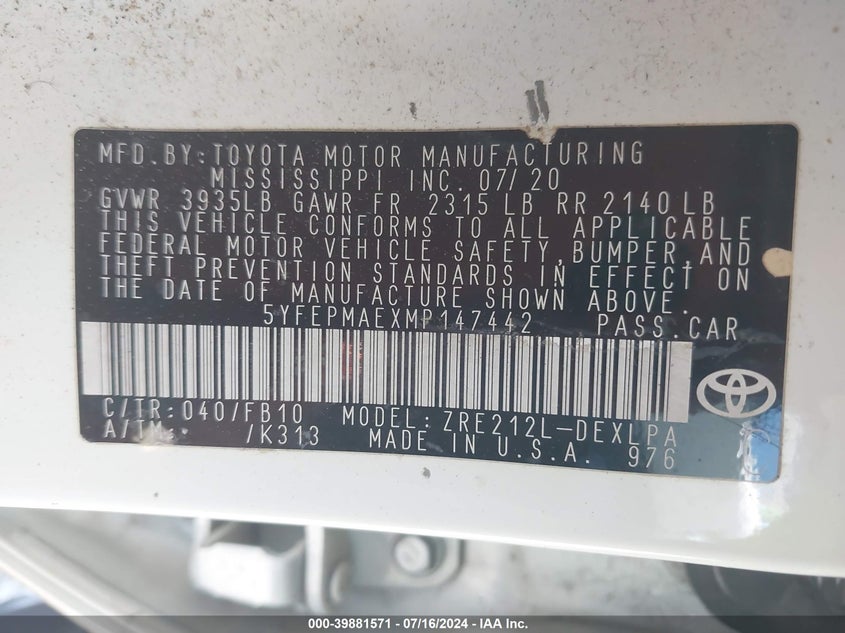 MFD.BY:TOYOTA MOTOR MANUFACTURING
MISSISSIPPI INC. 07/20
GVWR 3935LB GAWR FR 2315 LB RR 2140 LB
THIS VEHICLE CONFORMS TO ALL APPLICABLE
FEDERAL MOTOR VEHICLE SAFETY, BUMPER, AND
THEFT PREVENTION STANDARDS IN EFFECT ON
THE DATE OF MANUFACTURE SHOWN ABOVE.
5YFEPMAEXMP147442 PASS.CAR
C/TR:040/FB10 MODEL:ZRE212L-DEXLPA
A/TM: /K313 MADE IN U.S.A. 976
000-39881571 - 07/16/2024 - IAA Inc.